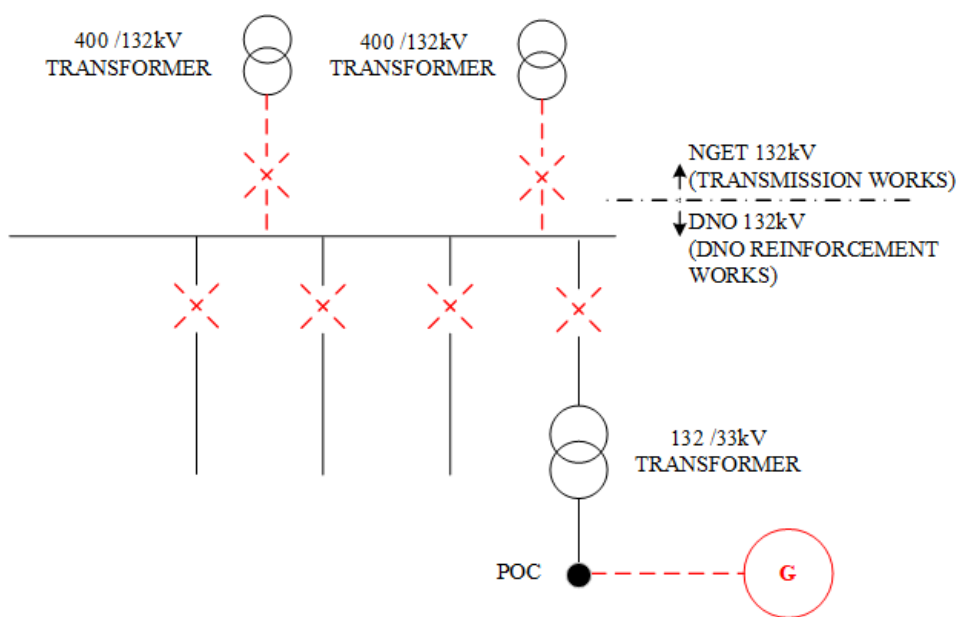 400 /132kV
TRANSFORMER
400 /132kV
TRANSFORMER
NGET 132kV
(TRANSMISSION WORKS)
DNO 132kV
(DNO REINFORCEMENT
WORKS)
132 /33kV
TRANSFORMER
POC
G